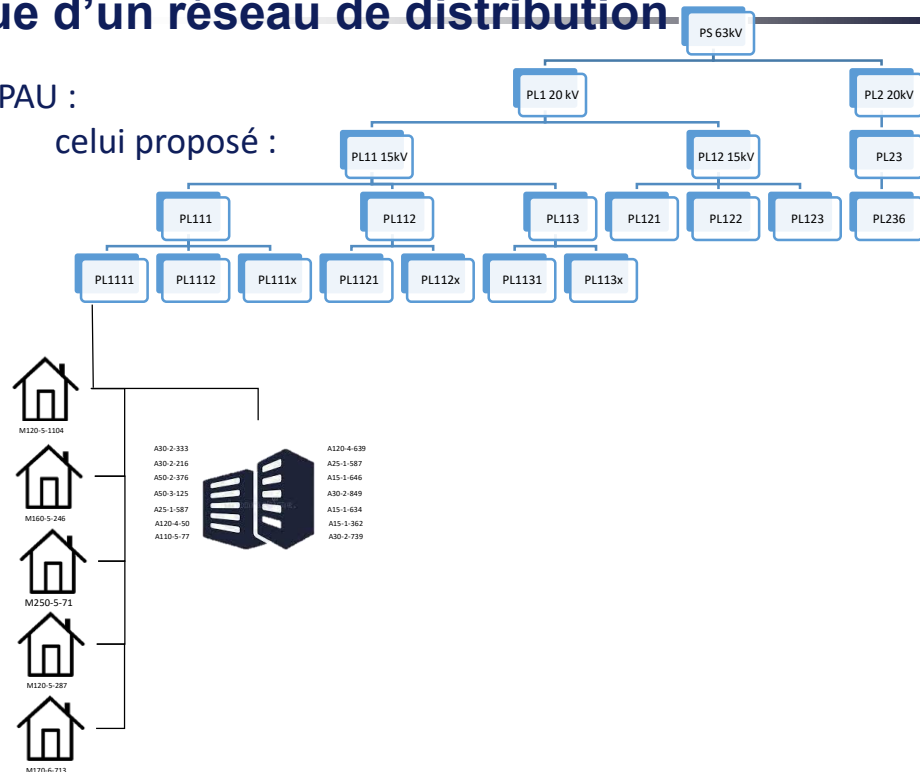 ue d’un réseau de distribution
PAU :
celui proposé :
PS 63kV
PL1 20 kV
PL2 20kV
PL11 15kV
PL12 15kV
PL23
PL111
PL112
PL113
PL121
PL122
PL123
PL236
PL1111
PL1112
PL111x
PL1121
PL112x
PL1131
PL113x
M120-5-1104
M160-5-246
M250-5-71
M120-5-287
M170-6-713
A30-2-333
A30-2-216
A50-2-376
A50-3-125
A25-1-587
A120-4-50
A110-5-77
A120-4-639
A25-1-587
A15-1-646
A30-2-849
A15-1-634
A15-1-362
A30-2-739